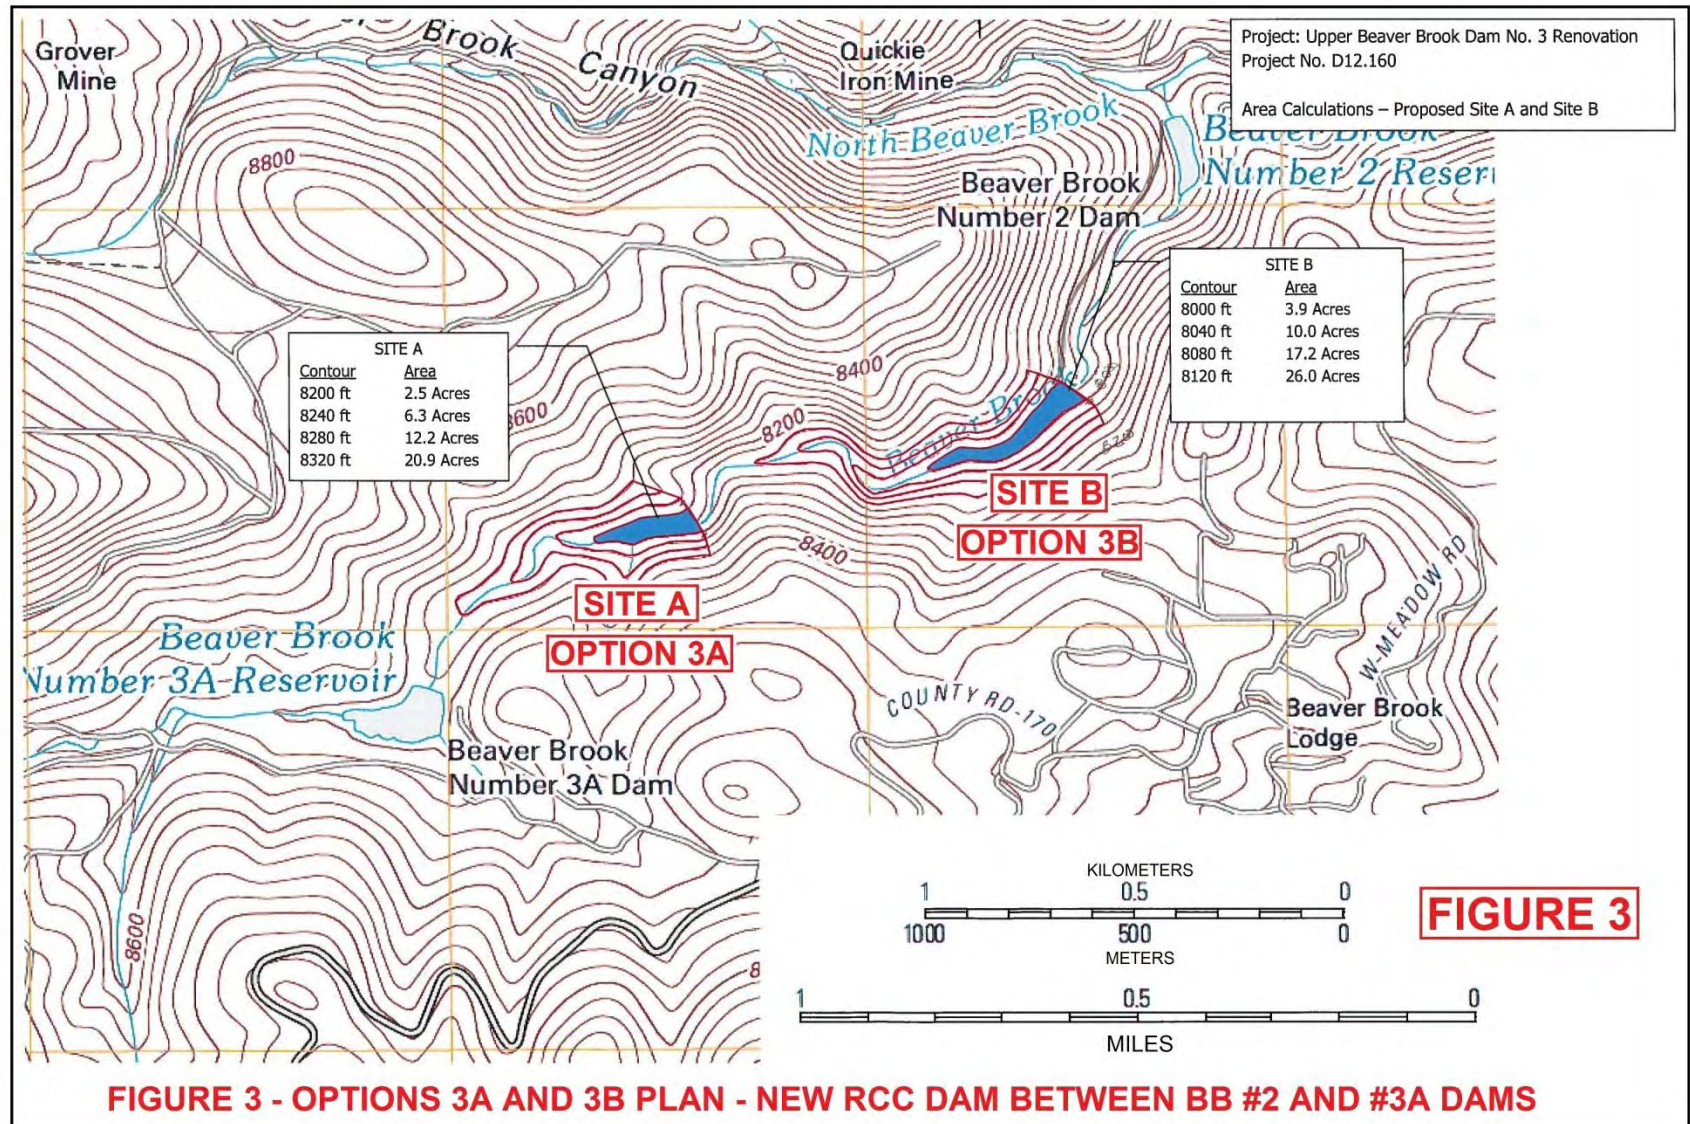 Project: Upper Beaver Brook Dam No. 3 Renovation
Project No. D12.160
Area Calculations – Proposed Site A and Site B
Grover
Mine
Brook
Canyon
Quickie
Iron Mine
North Beaver Brook
Beaver Brook
Number 2 Reser
Beaver Brook
Number 2 Dam
8800
SITE B
Contour Area
8000 ft 3.9 Acres
8040 ft 10.0 Acres
8080 ft 17.2 Acres
8120 ft 26.0 Acres
SITE A
Contour Area
8200 ft 2.5 Acres
8240 ft 6.3 Acres
8280 ft 12.2 Acres
8320 ft 20.9 Acres
8600
8400
8200
Beaver Brook
SITE B
OPTION 3B
8400
SITE A
OPTION 3A
W-MEADOW RD
Beaver Brook
Number 3A Reservoir
COUNTY RD-170
Beaver Brook
Lodge
Beaver Brook
Number 3A Dam
8600
8
KILOMETERS
1 0.5 0
1000 500 0
METERS
1 0.5 0
MILES
FIGURE 3
FIGURE 3 - OPTIONS 3A AND 3B PLAN - NEW RCC DAM BETWEEN BB #2 AND #3A DAMS